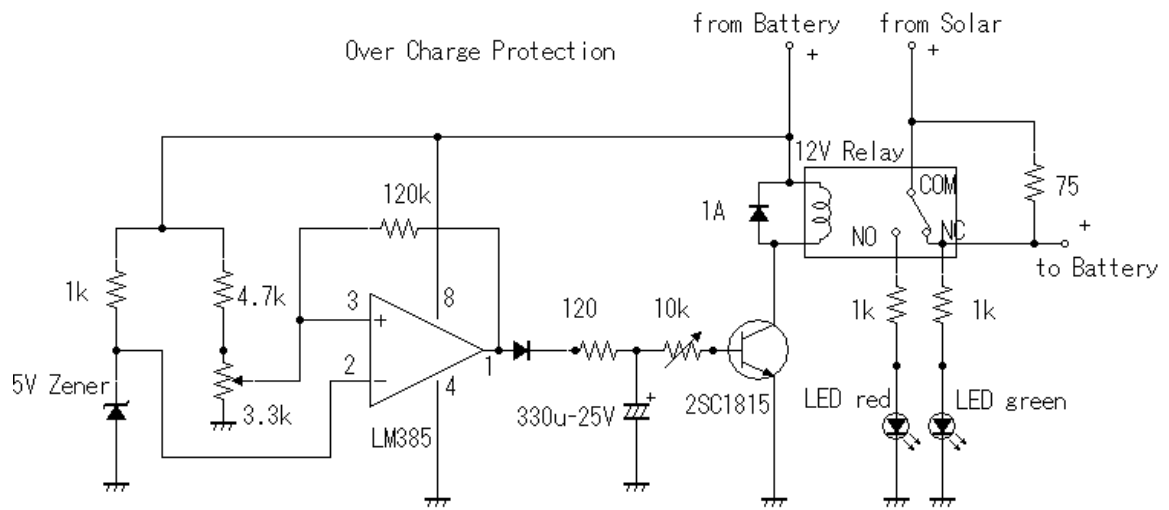 from Battery
from Solar
Over Charge Protection
+
+
12V Relay
COM
75
120k
1A
NO
NC
+
to Battery
1k
4.7k
3
+
8
120
10k
1k
1k
2
−
4
1
5V Zener
3.3k
LM385
330u-25V
+
2SC1815
LED red
LED green